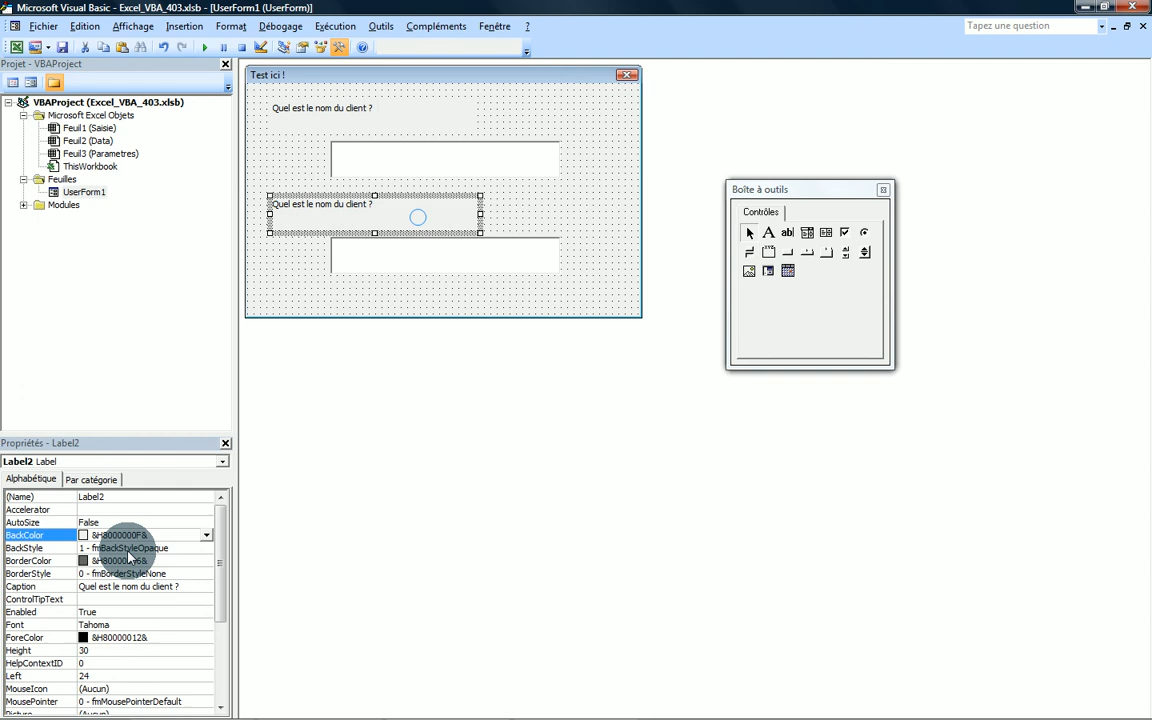 Microsoft Visual Basic - Excel_VBA_403.xlsb - [UserForm1 (UserForm)]
Fichier Edition Affichage Insertion Format Débogage Exécution Outils Compléments Fenêtre ?
Tapez une question
Projet - VBAProject
VBAProject (Excel_VBA_403.xlsb)
Microsoft Excel Objets
Feuil1 (Saisie)
Feuil2 (Data)
Feuil3 (Parametres)
ThisWorkbook
Feuilles
UserForm1
Modules
Test ici !
Quel est le nom du client ?
Quel est le nom du client ?
Boîte à outils
Contrôles
Propriétés - Label2
Label2 Label
Alphabétique Par catégorie
(Name) Label2
Accelerator
AutoSize False
BackColor &H8000000F&
BackStyle 1 - fmBackStyleOpaque
BorderColor
BorderStyle 0 - fmBorderStyleNone
Caption Quel est le nom du client ?
ControlTipText
Enabled True
Font Tahoma
ForeColor &H80000012&
Height 30
HelpContextID 0
Left 24
MouseIcon (Aucun)
MousePointer 0 - fmMousePointerDefault